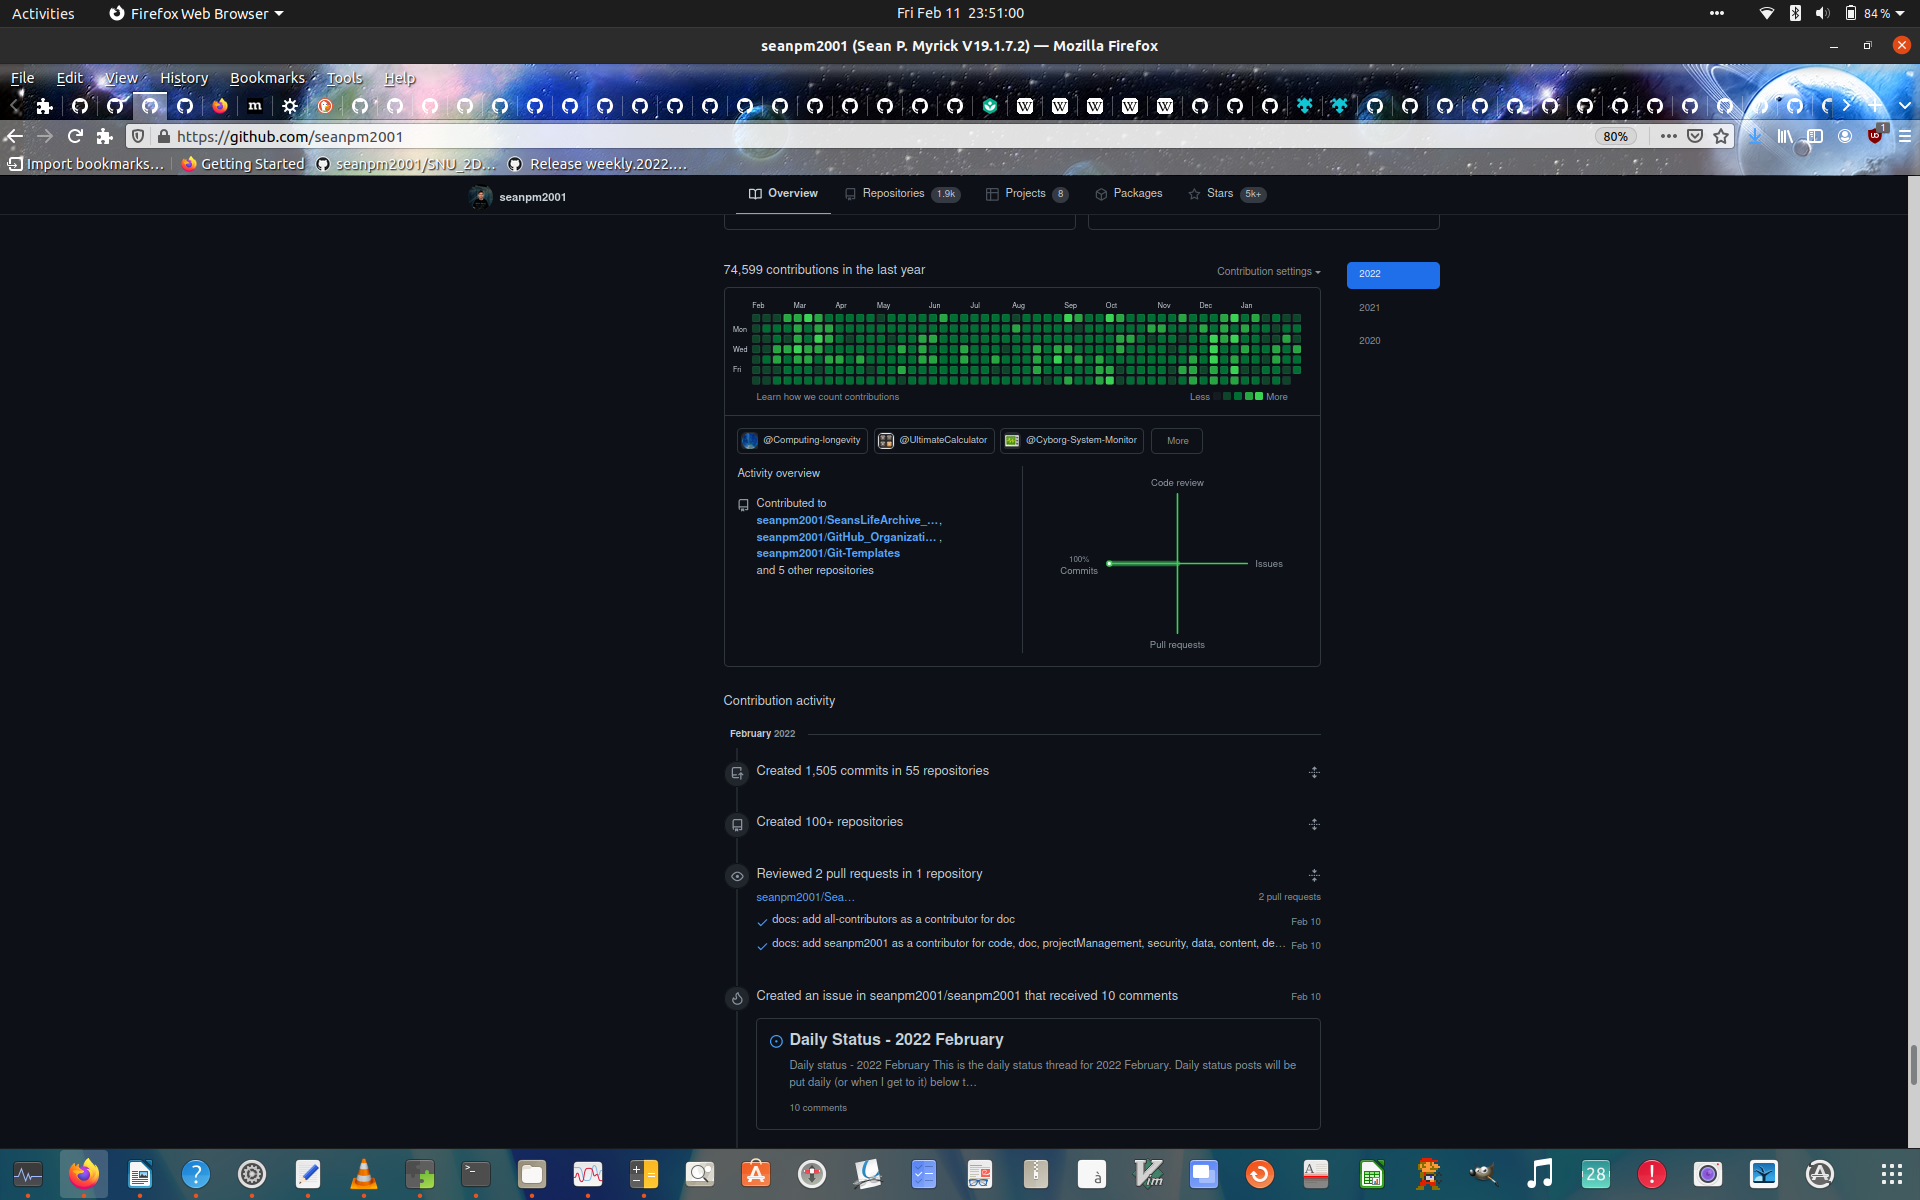 Activities
Firefox Web Browser
Fri Feb 11 23:51:00
84 %
seanpm2001 (Sean P. Myrick V19.1.7.2) — Mozilla Firefox
File Edit View History Bookmarks Tools Help
https://github.com/seanpm2001
80%
1
Import bookmarks...
Getting Started
seanpm2001/SNU_2D...
Release weekly.2022....
seanpm2001
Overview
Repositories 1.9k
Projects 8
Packages
Stars 5k+
74,599 contributions in the last year
Contribution settings
2022
2021
2020
Feb Mar Apr May Jun Jul Aug Sep Oct Nov Dec Jan
Mon
Wed
Fri
Learn how we count contributions
Less More
@Computing-longevity
@UltimateCalculator
@Cyborg-System-Monitor
More
Activity overview
Contributed to
seanpm2001/SeansLifeArchive_...,
seanpm2001/GitHub_Organizati... ,
seanpm2001/Git-Templates
and 5 other repositories
Code review
100%
Commits
Issues
Pull requests
Contribution activity
February 2022
Created 1,505 commits in 55 repositories
Created 100+ repositories
Reviewed 2 pull requests in 1 repository
seanpm2001/Sea...
2 pull requests
docs: add all-contributors as a contributor for doc
Feb 10
docs: add seanpm2001 as a contributor for code, doc, projectManagement, security, data, content, de...
Feb 10
Created an issue in seanpm2001/seanpm2001 that received 10 comments
Feb 10
Daily Status - 2022 February
Daily status - 2022 February This is the daily status thread for 2022 February. Daily status posts will be
put daily (or when I get to it) below t...
10 comments
28